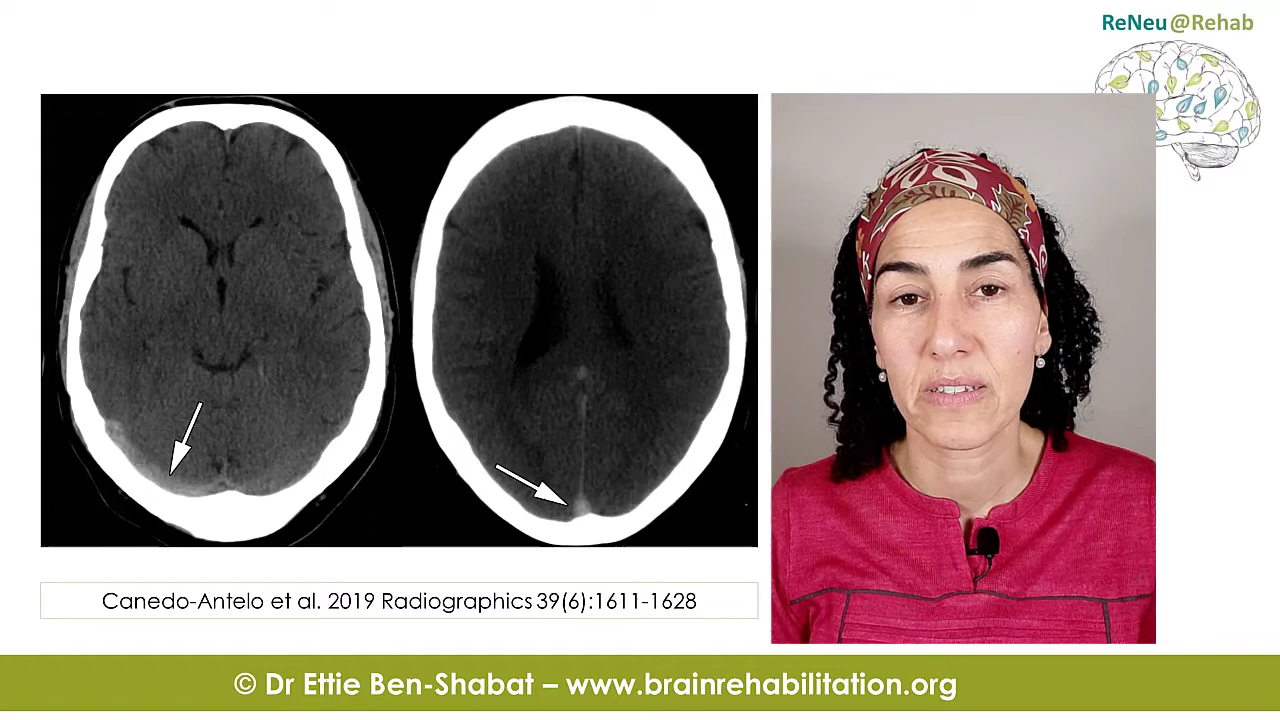 ReNeu@Rehab
Canedo-Antelo et al. 2019 Radiographics 39(6):1611-1628
© Dr Ettie Ben-Shabat – www.brainrehabilitation.org